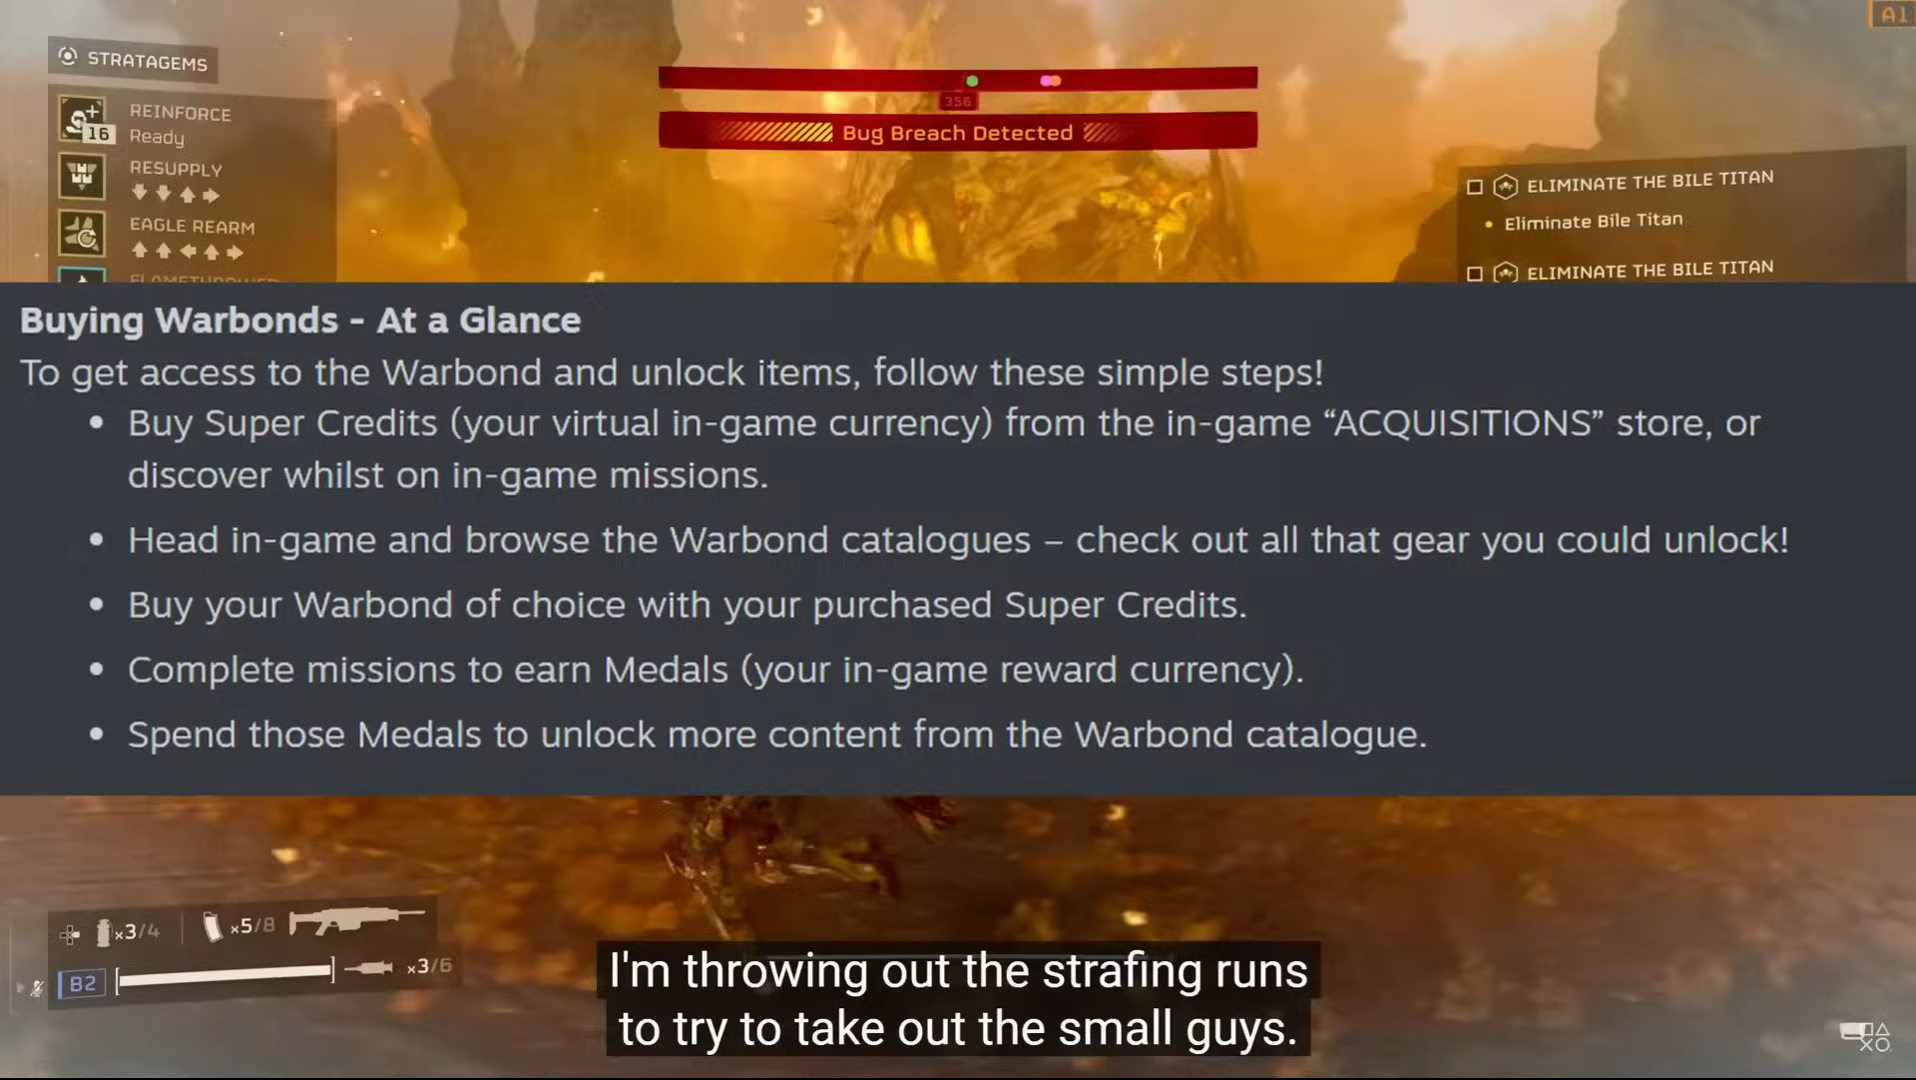 STRATAGEMS
REINFORCE
16
Ready
RESUPPLY
EAGLE REARM
356
Bug Breach Detected
A1
ELIMINATE THE BILE TITAN
Eliminate Bile Titan
ELIMINATE THE BILE TITAN
Buying Warbonds - At a Glance
To get access to the Warbond and unlock items, follow these simple steps!
• Buy Super Credits (your virtual in-game currency) from the in-game “ACQUISITIONS” store, or
discover whilst on in-game missions.
• Head in-game and browse the Warbond catalogues – check out all that gear you could unlock!
• Buy your Warbond of choice with your purchased Super Credits.
• Complete missions to earn Medals (your in-game reward currency).
• Spend those Medals to unlock more content from the Warbond catalogue.
x3/4
x5/8
B2
x3/6
I'm throwing out the strafing runs
to try to take out the small guys.